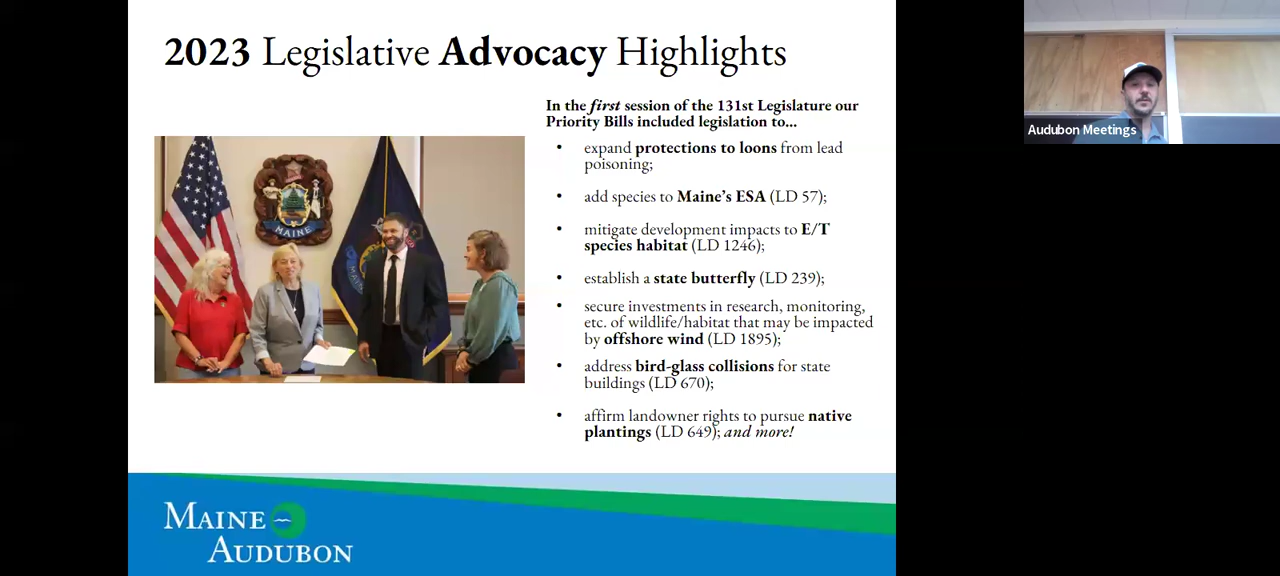 2023 Legislative Advocacy Highlights
In the first session of the 131st Legislature our
Priority Bills included legislation to...
• expand protections to loons from lead
poisoning;
• add species to Maine's ESA (LD 57);
• mitigate development impacts to E/T
species habitat (LD 1246);
• establish a state butterfly (LD 239);
• secure investments in research, monitoring,
etc. of wildlife/habitat that may be impacted
by offshore wind (LD 1895);
• address bird-glass collisions for state
buildings (LD 670);
• affirm landowner rights to pursue native
plantings (LD 649); and more!
MAINE
MAINE
AUDUBON
Audubon Meetings